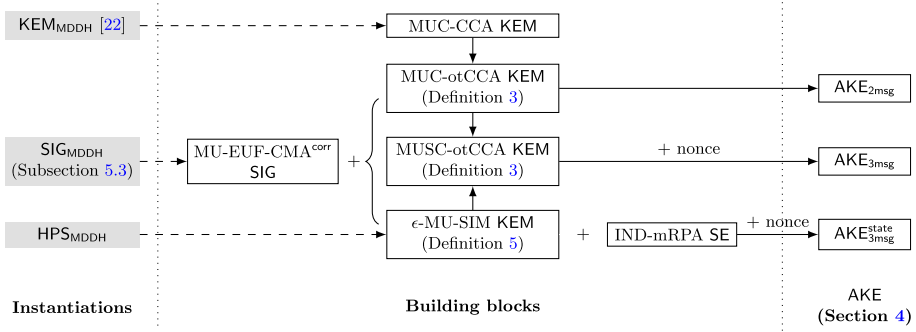 KEM_MDDH [22]
MUC-CCA KEM
MUC-otCCA KEM
(Definition 3)
AKE_2msg
SIG_MDDH
(Subsection 5.3)
MU-EUF-CMA^corr
SIG
+
MUSC-otCCA KEM
(Definition 3)
+ nonce
AKE_3msg
HPS_MDDH
ϵ-MU-SIM KEM
(Definition 5)
+
IND-mRPA SE
+ nonce
AKE_3msg^state
Instantiations
Building blocks
AKE
(Section 4)